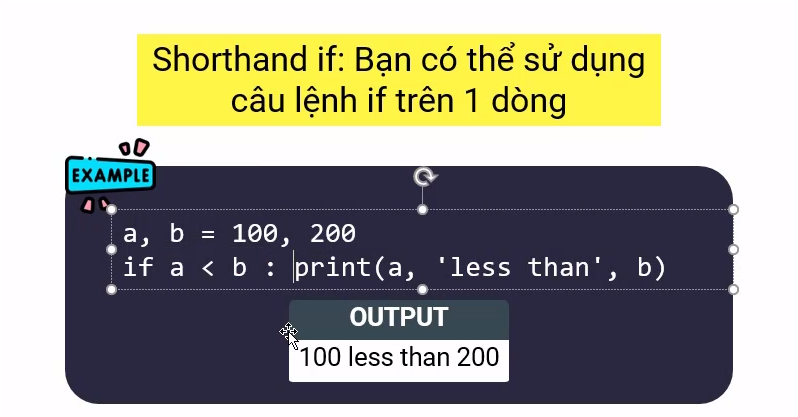 Shorthand if: Bạn có thể sử dụng
câu lệnh if trên 1 dòng
EXAMPLE
a, b = 100, 200
if a < b : print(a, 'less than', b)
OUTPUT
100 less than 200